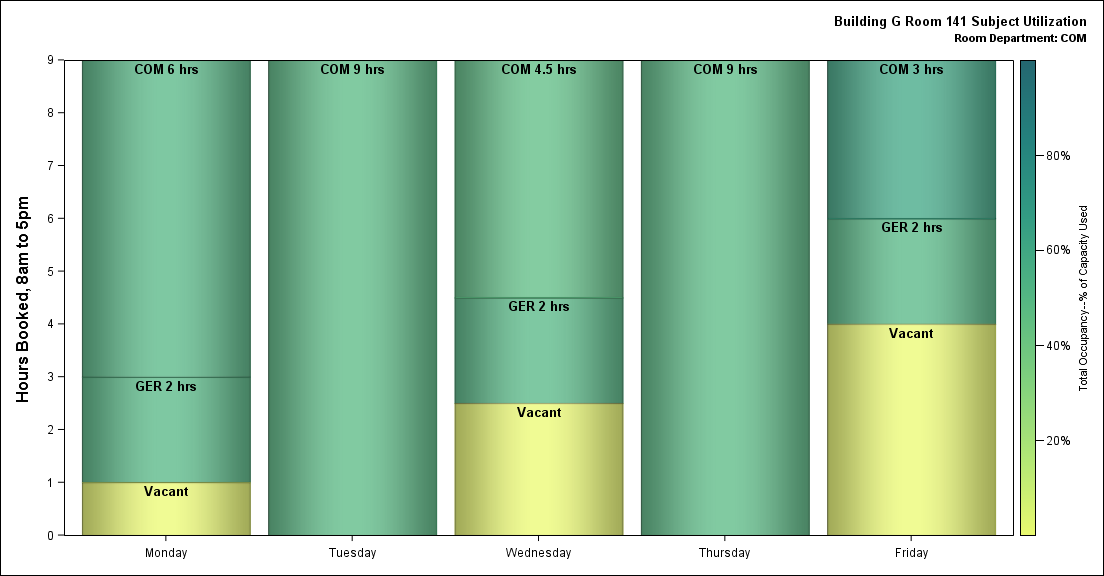 Building G Room 141 Subject Utilization
Room Department: COM
Hours Booked, 8am to 5pm
9
8
7
6
5
4
3
2
1
0
COM 6 hrs
GER 2 hrs
Vacant
COM 9 hrs
COM 4.5 hrs
GER 2 hrs
Vacant
COM 9 hrs
COM 3 hrs
GER 2 hrs
Vacant
Monday
Tuesday
Wednesday
Thursday
Friday
80%
60%
40%
20%
Total Occupancy--% of Capacity Used